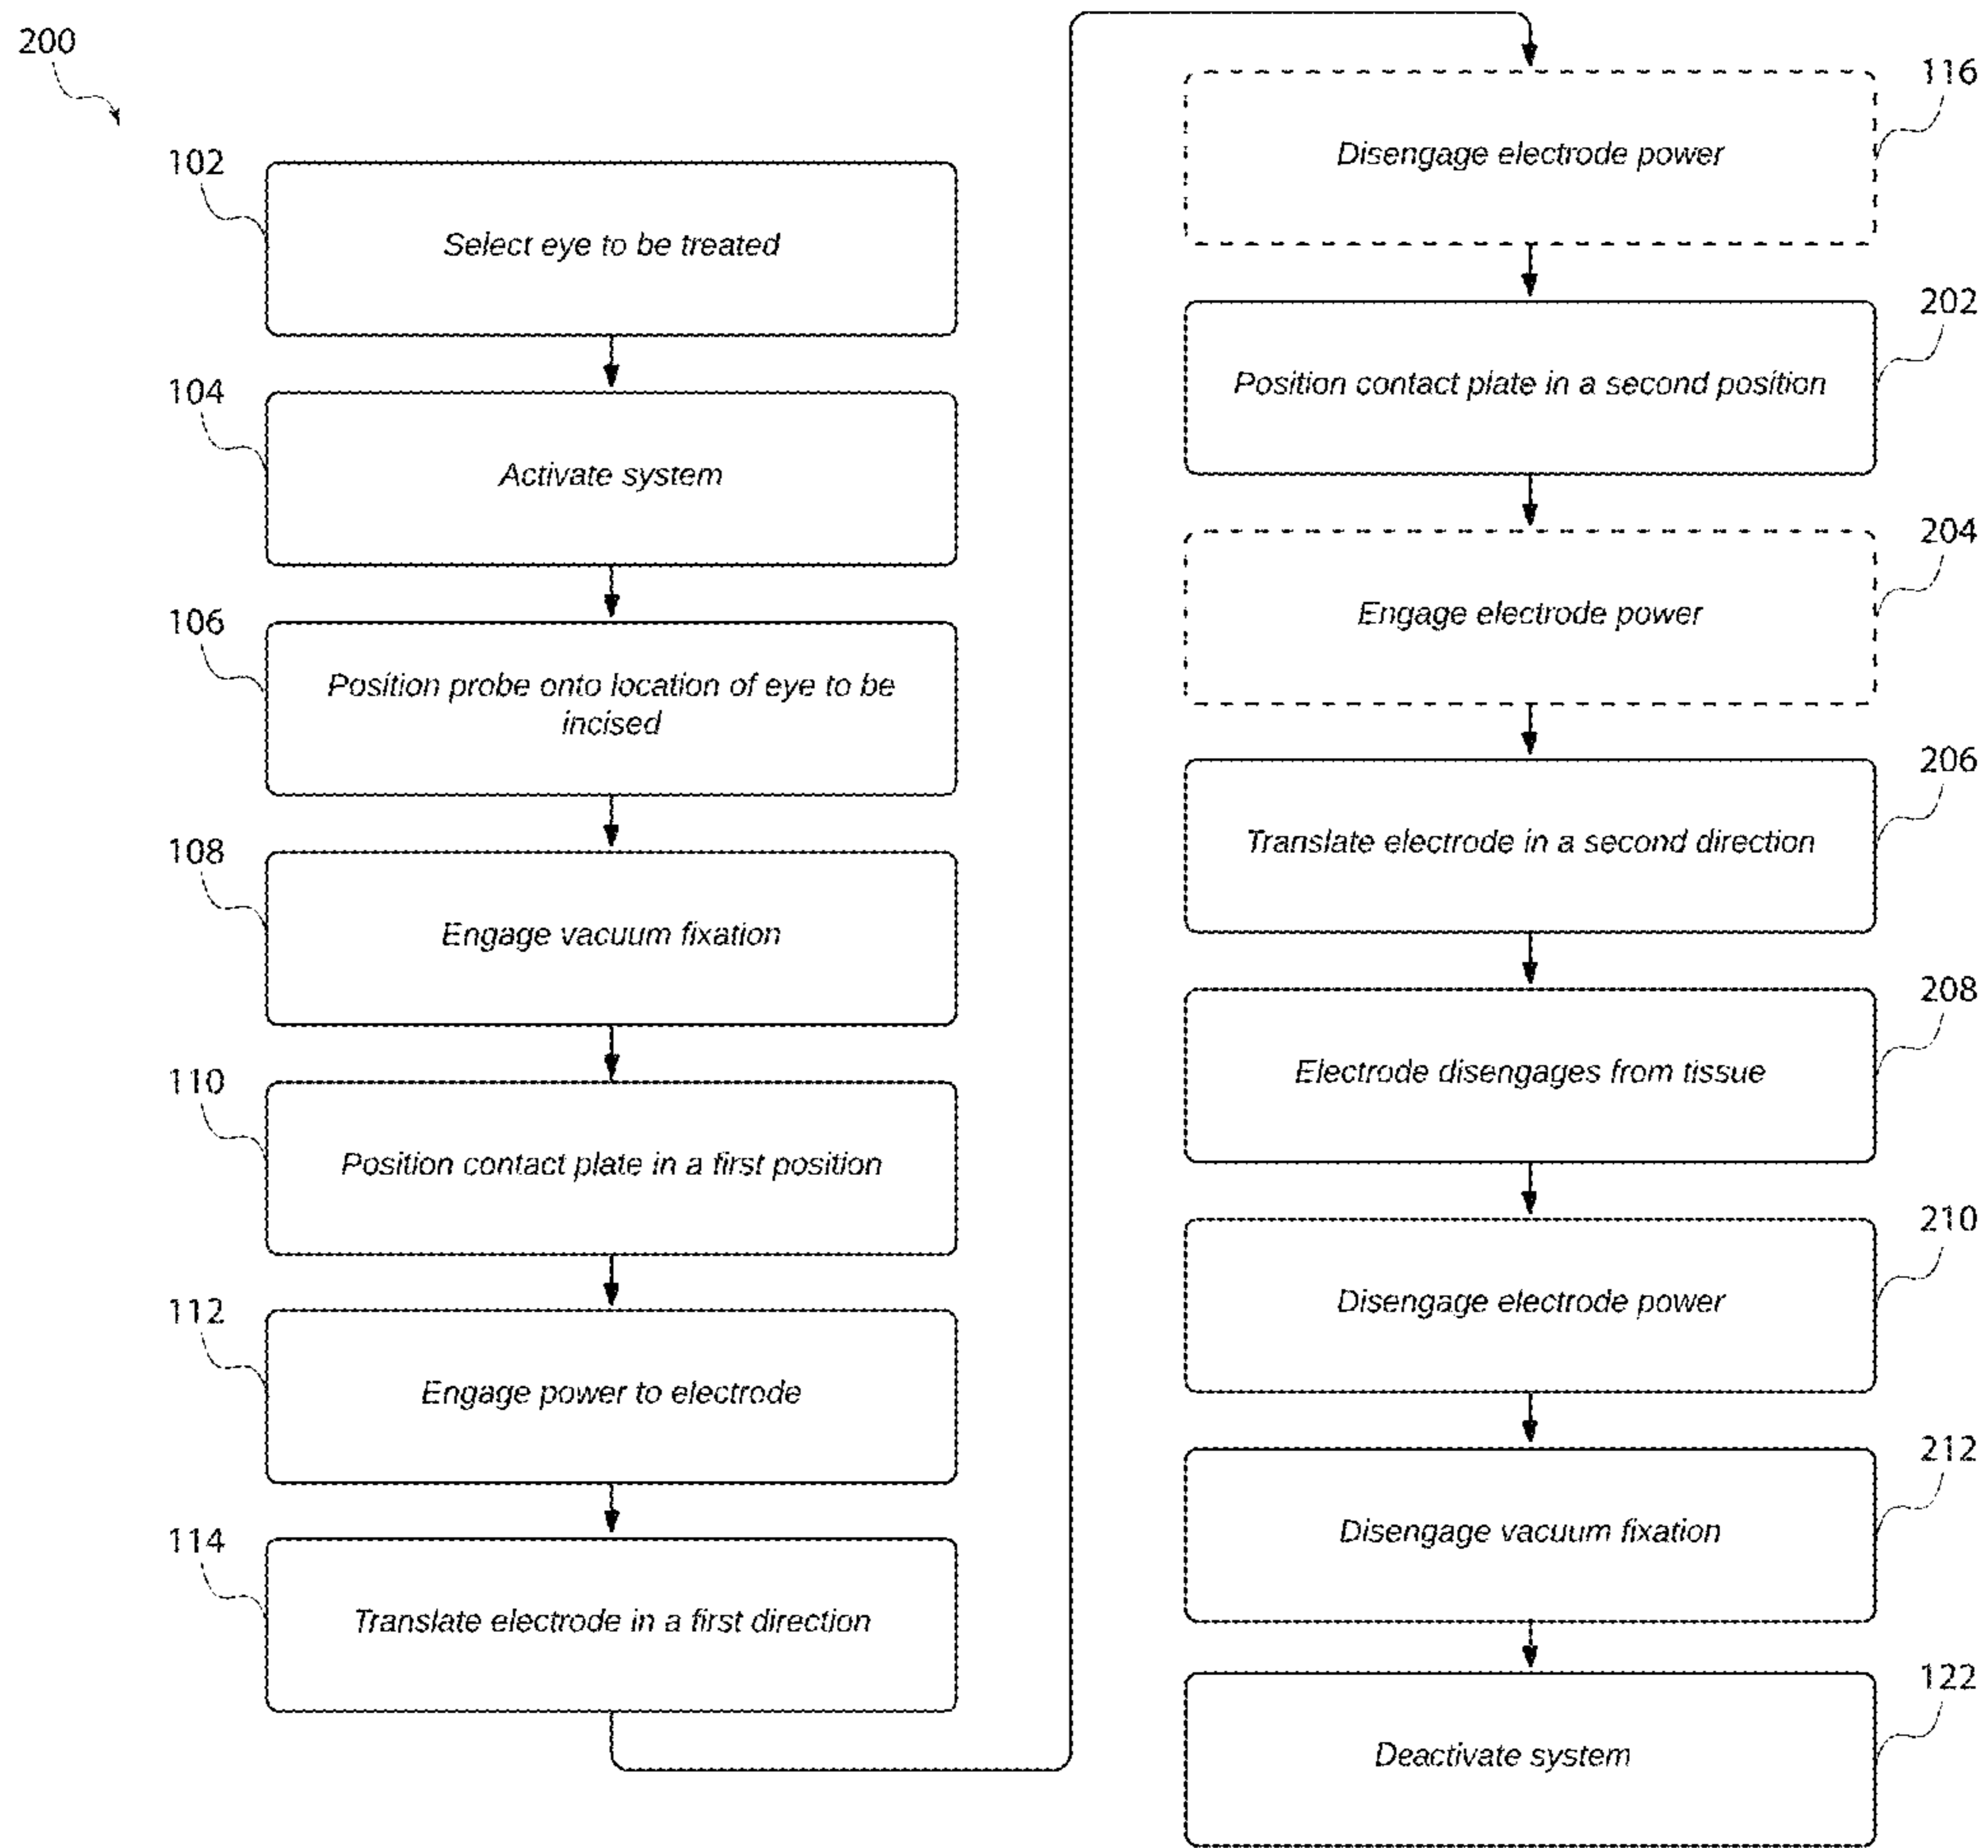 200
102
Select eye to be treated
104
Activate system
106
Position probe onto location of eye to be
incised
108
Engage vacuum fixation
110
Position contact plate in a first position
112
Engage power to electrode
114
Translate electrode in a first direction
116
Disengage electrode power
202
Position contact plate in a second position
204
Engage electrode power
206
Translate electrode in a second direction
208
Electrode disengages from tissue
210
Disengage electrode power
212
Disengage vacuum fixation
122
Deactivate system